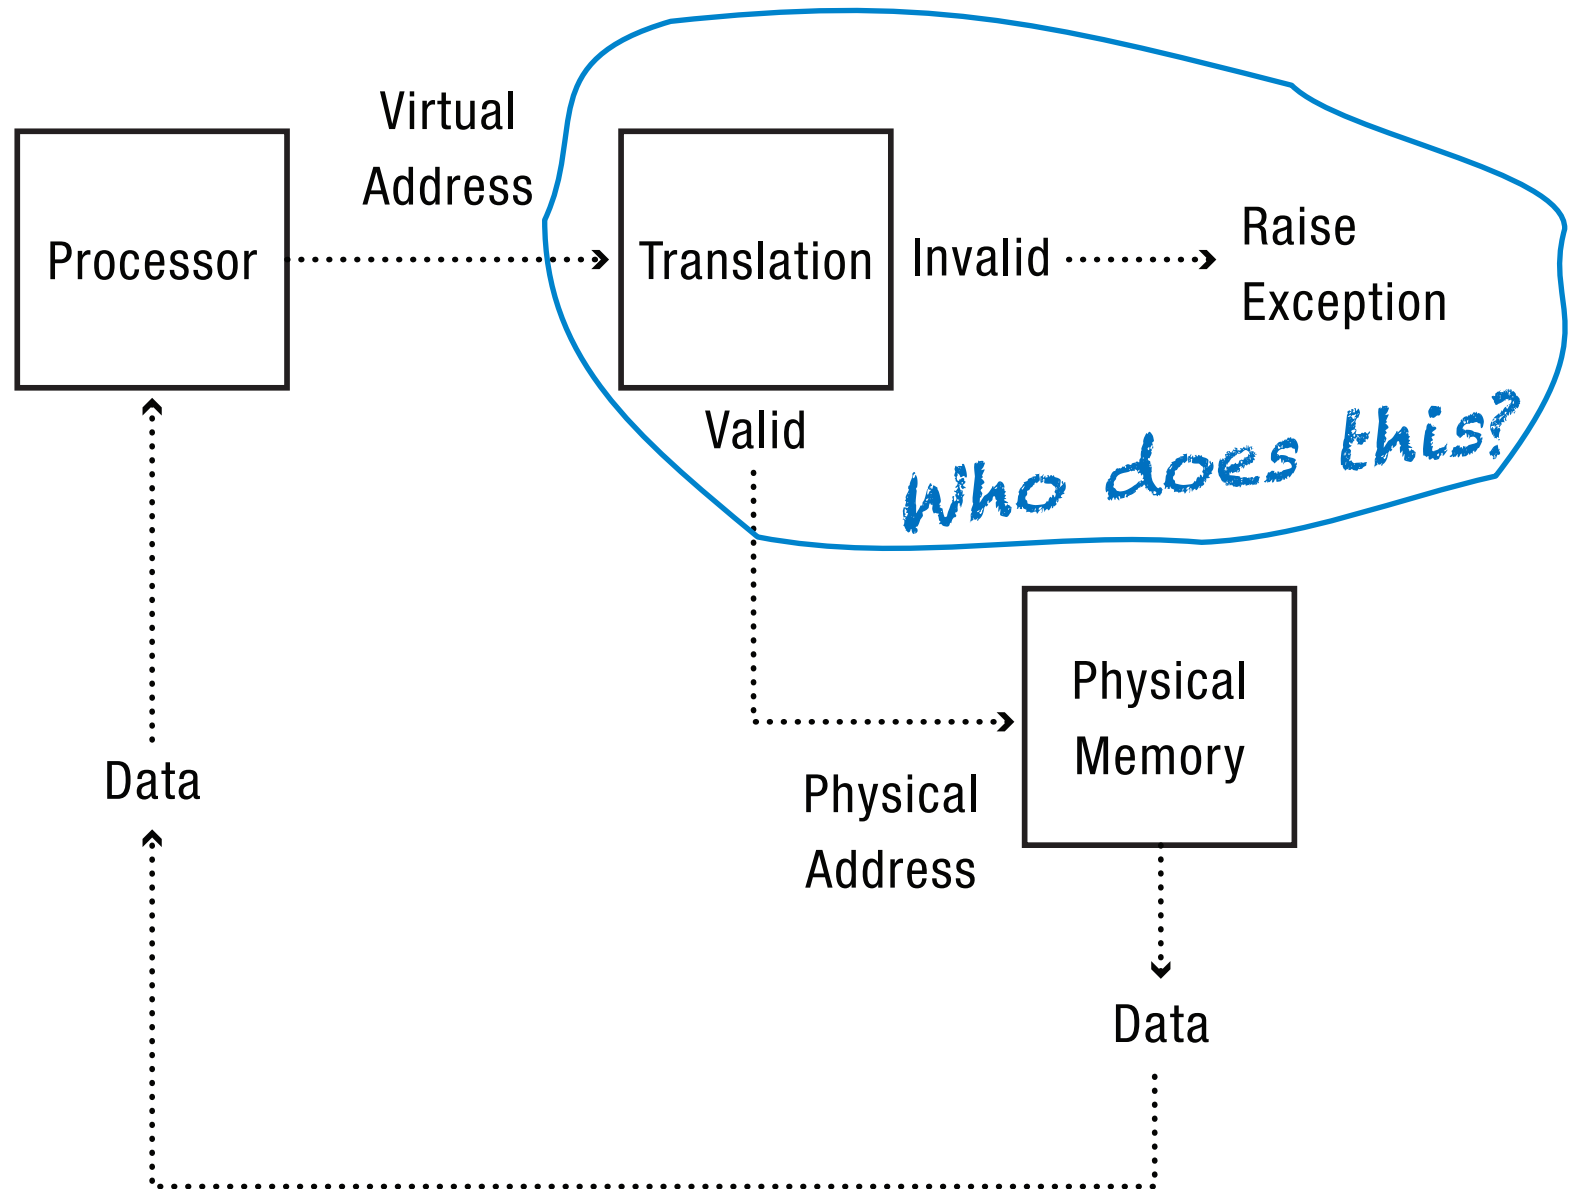 Virtual
Address
Processor
Translation
Invalid
Raise
Exception
Valid
Who does this?
Physical
Memory
Data
Physical
Address
Data